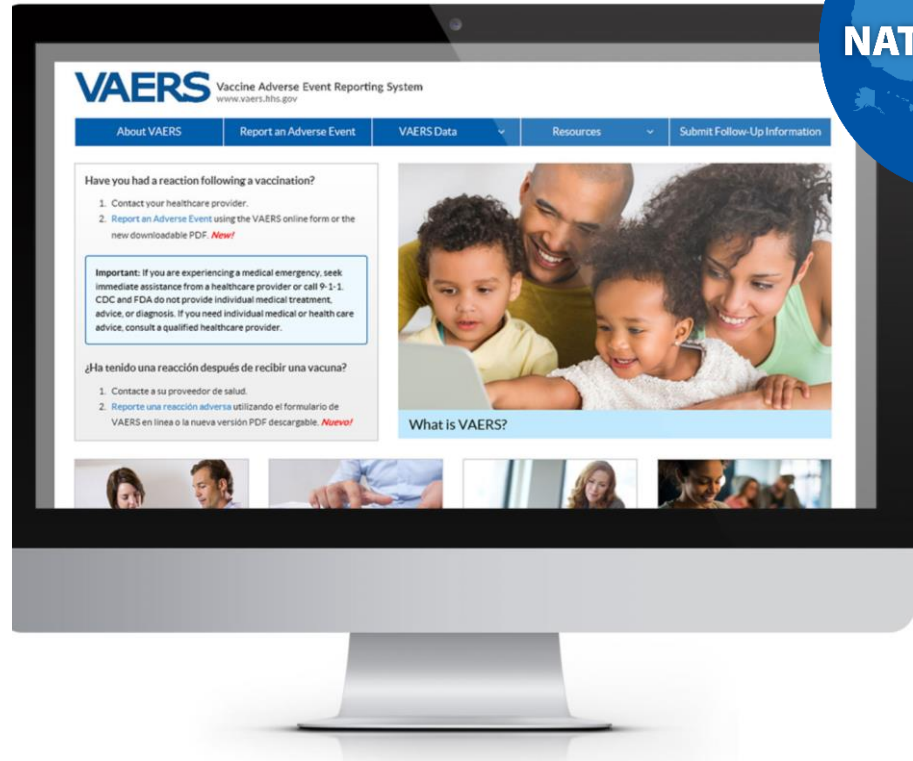 NAT
VAERS Vaccine Adverse Event Reporting System
www.vaers.hhs.gov
About VAERS Report an Adverse Event VAERS Data Resources Submit Follow-Up Information
Have you had a reaction following a vaccination?
1. Contact your healthcare provider.
2. Report an Adverse Event using the VAERS online form or the
new downloadable PDF. New!
Important: If you are experiencing a medical emergency, seek
immediate assistance from a healthcare provider or call 9-1-1.
CDC and FDA do not provide individual medical treatment,
advice, or diagnosis. If you need individual medical or health care
advice, consult a qualified healthcare provider.
¿Ha tenido una reacción después de recibir una vacuna?
1. Contacte a su proveedor de salud.
2. Reporte una reacción adversa utilizando el formulario de
VAERS en línea o la nueva versión PDF descargable. Nuevo!
What is VAERS?